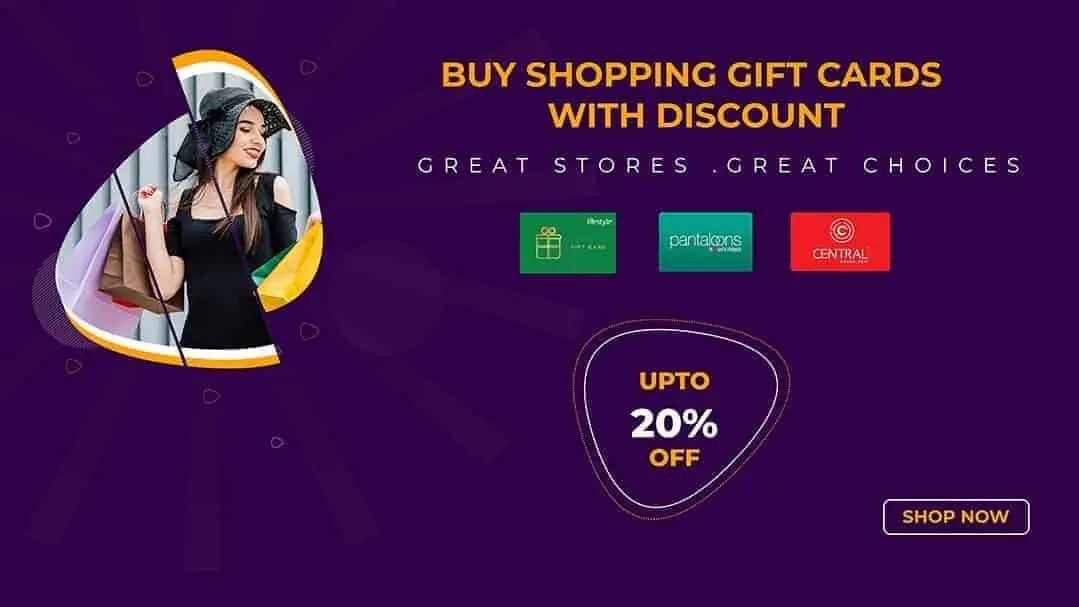 BUY SHOPPING GIFT CARDS
WITH DISCOUNT
GREAT STORES .GREAT CHOICES
lifestyle
GIFT CARD
pantaloons
CENTRAL
UPTO
20%
OFF
SHOP NOW